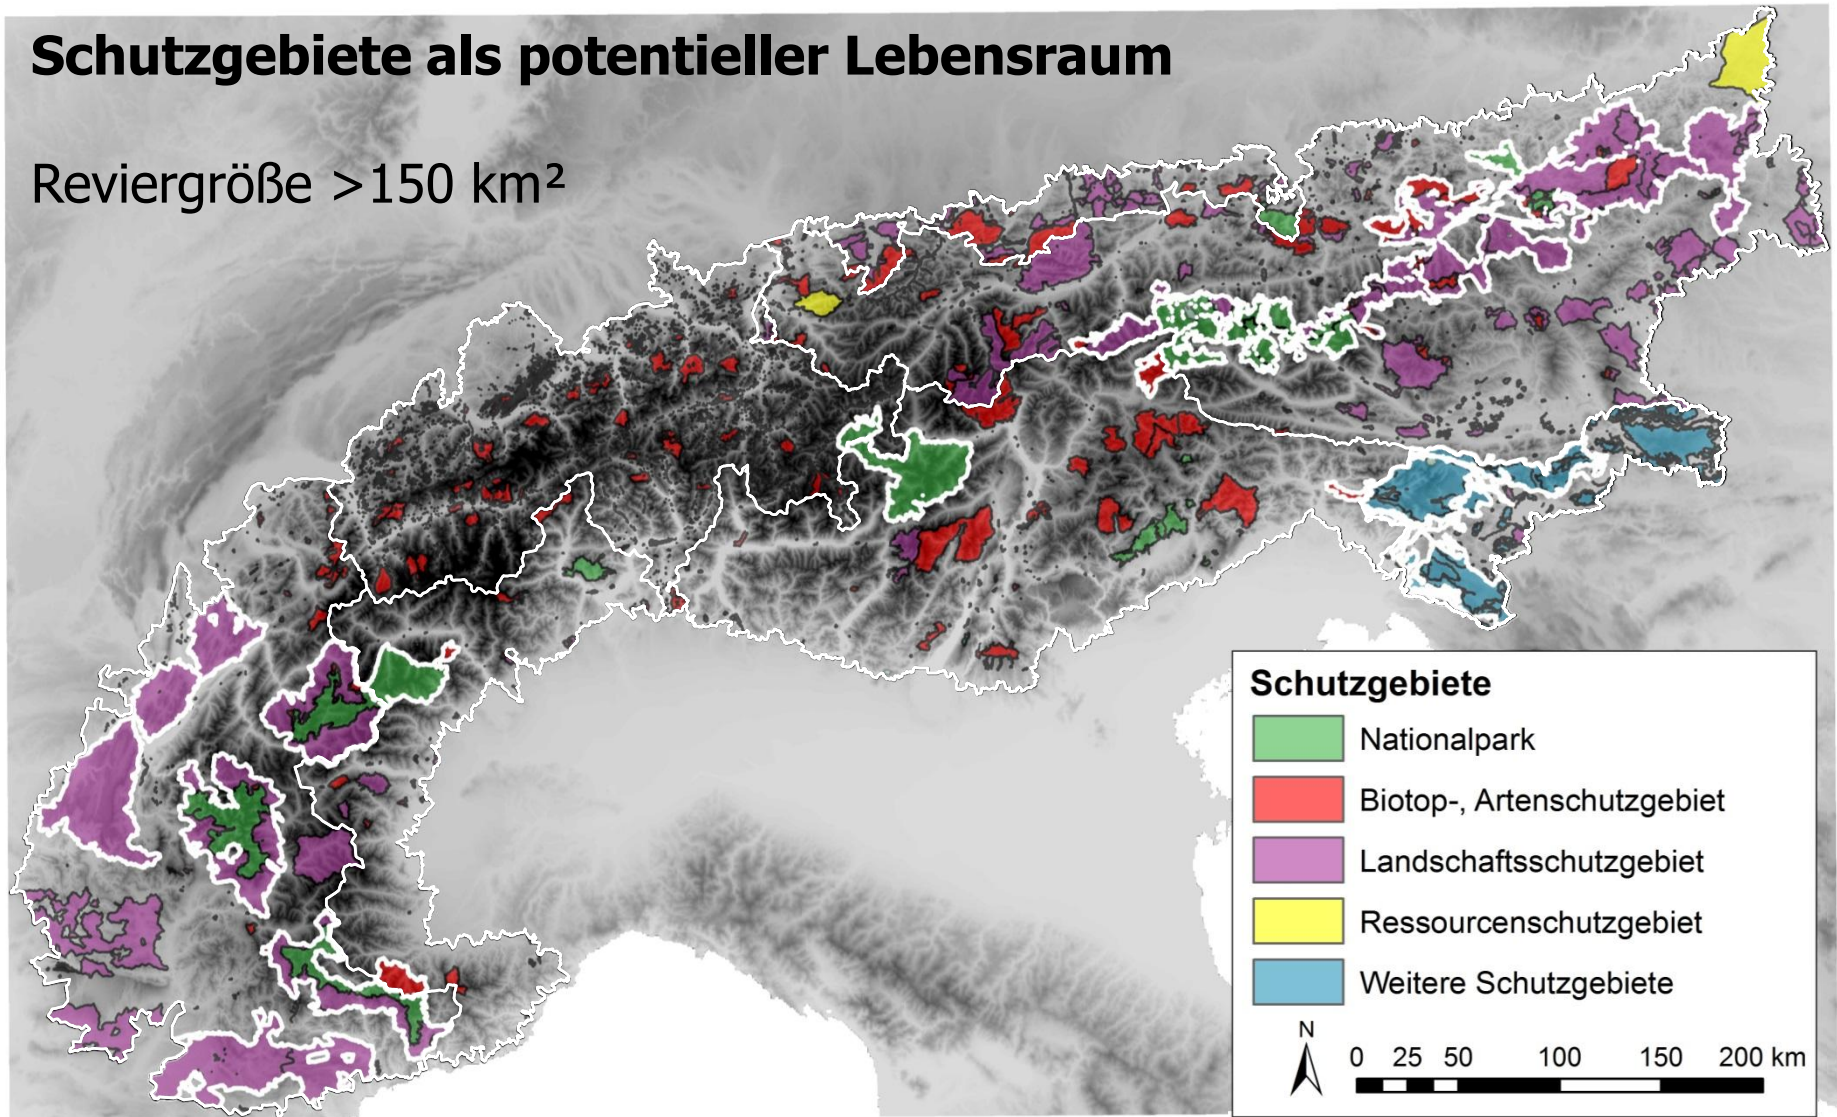 Schutzgebiete als potentieller Lebensraum
Reviergröße >150 km²
Schutzgebiete
Nationalpark
Biotop-, Artenschutzgebiet
Landschaftsschutzgebiet
Ressourcenschutzgebiet
Weitere Schutzgebiete
N
0 25 50 100 150 200 km